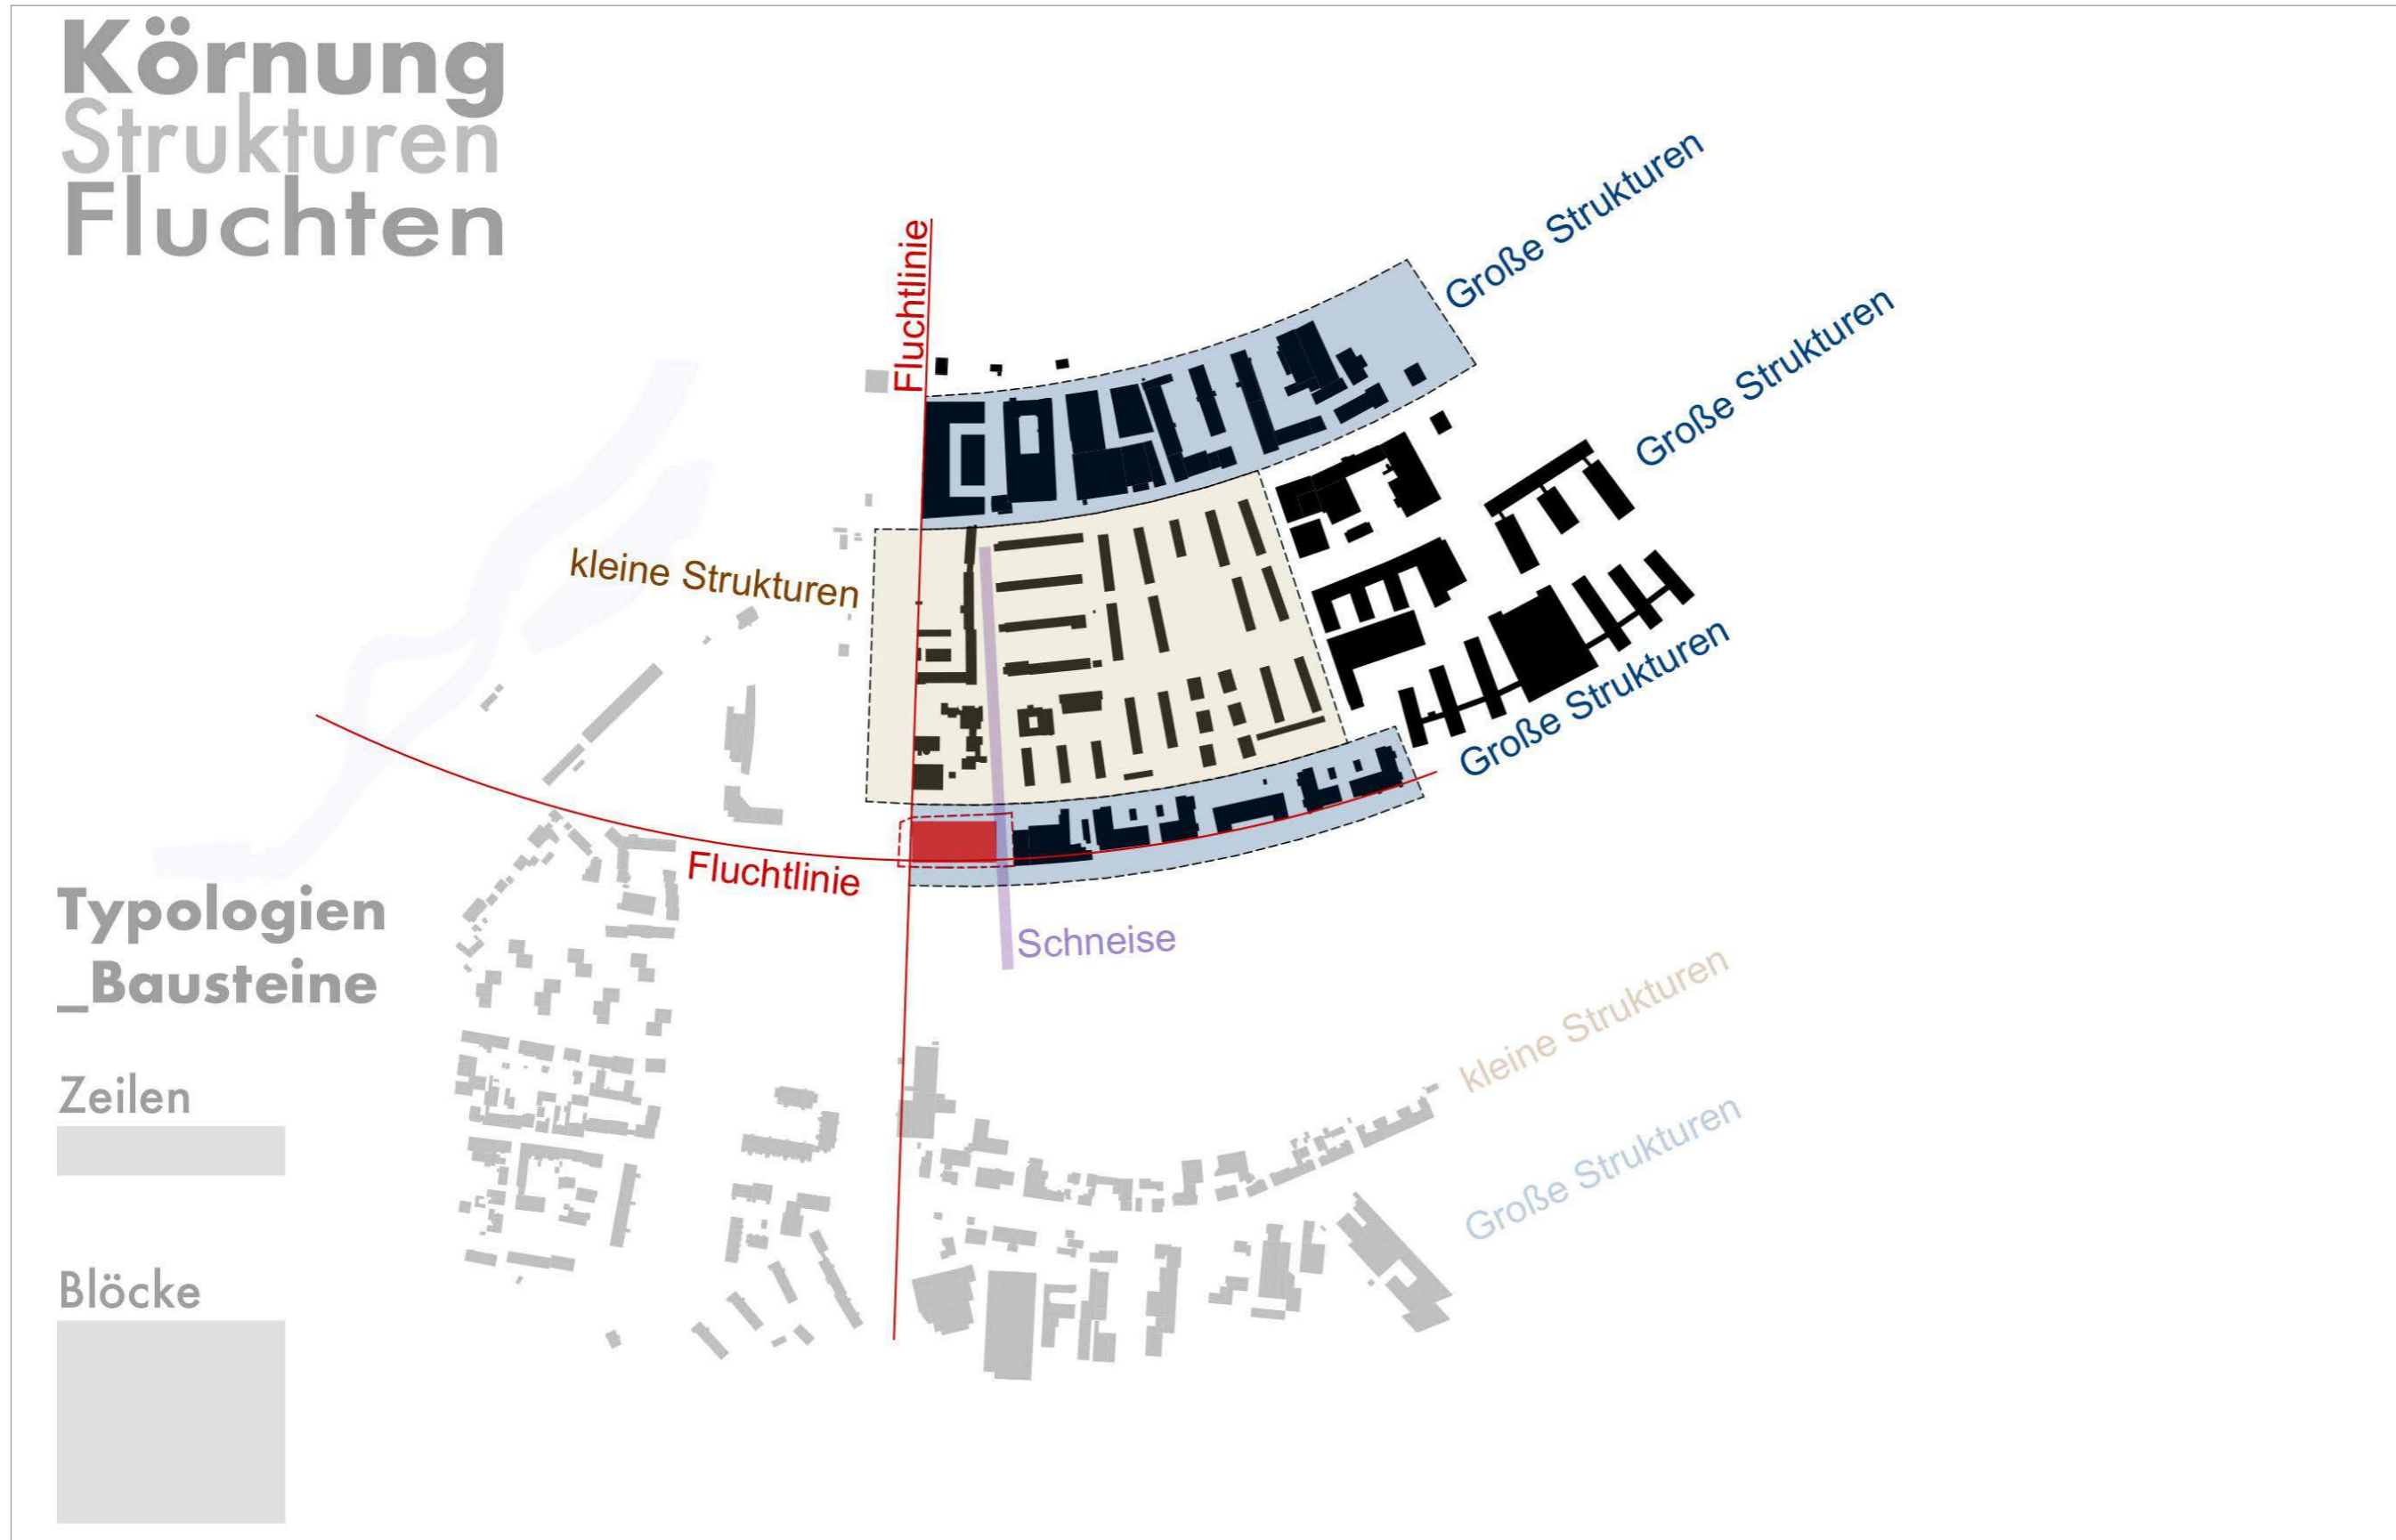 Körnung
Strukturen
Fluchten
Fluchtlinie
Große Strukturen
Große Strukturen
kleine Strukturen
Große Strukturen
Fluchtlinie
Schneise
Typologien
_Bausteine
kleine Strukturen
Große Strukturen
Zeilen
Blöcke